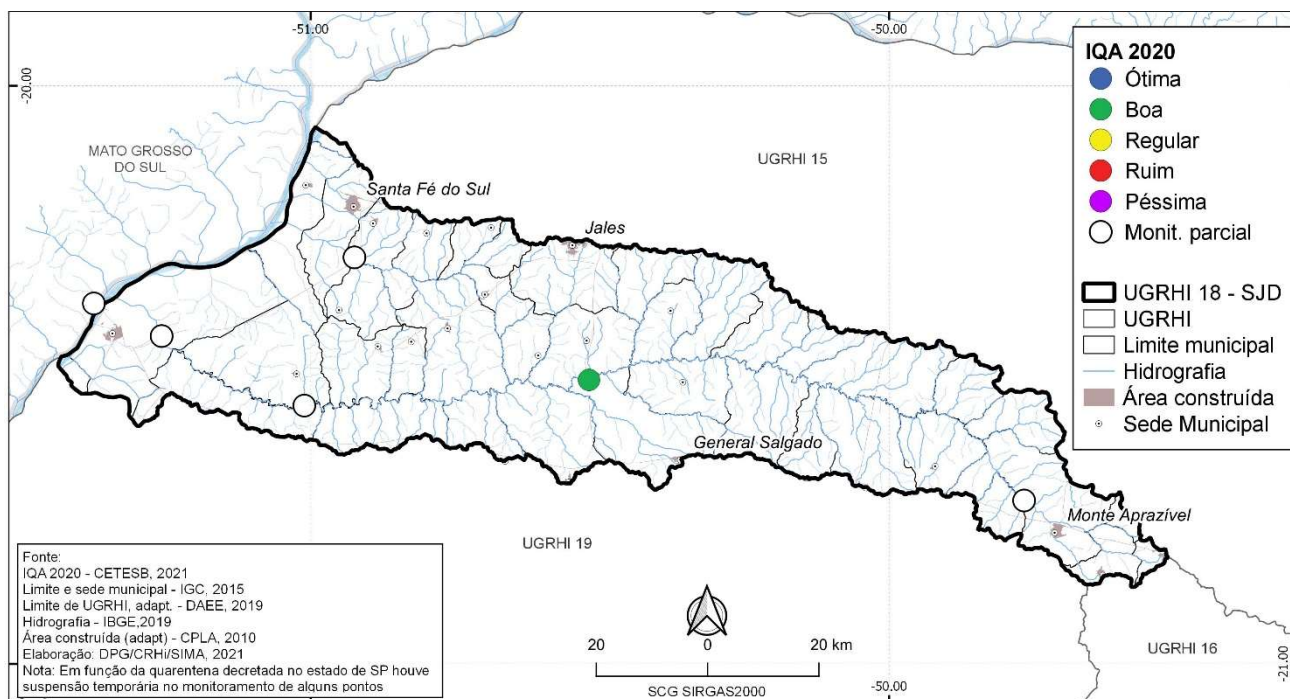 -51.00
-50.00
-20.00
MATO GROSSO
DO SUL
UGRHI 15
Santa Fé do Sul
Jales
General Salgado
Monte Aprazível
UGRHI 19
UGRHI 16
-21.00
-51.00
-50.00
IQA 2020
Ótima
Boa
Regular
Ruim
Péssima
Monit. parcial
UGRHI 18 - SJD
UGRHI
Limite municipal
Hidrografia
Área construída
Sede Municipal
Fonte:
IQA 2020 - CETESB, 2021
Limite e sede municipal - IGC, 2015
Limite de UGRHI, adapt. - DAEE, 2019
Hidrografia - IBGE,2019
Área construída (adapt) - CPLA, 2010
Elaboração: DPG/CRHi/SIMA, 2021
Nota: Em função da quarentena decretada no estado de SP houve
suspensão temporária no monitoramento de alguns pontos
20 0 20 km
SCG SIRGAS2000